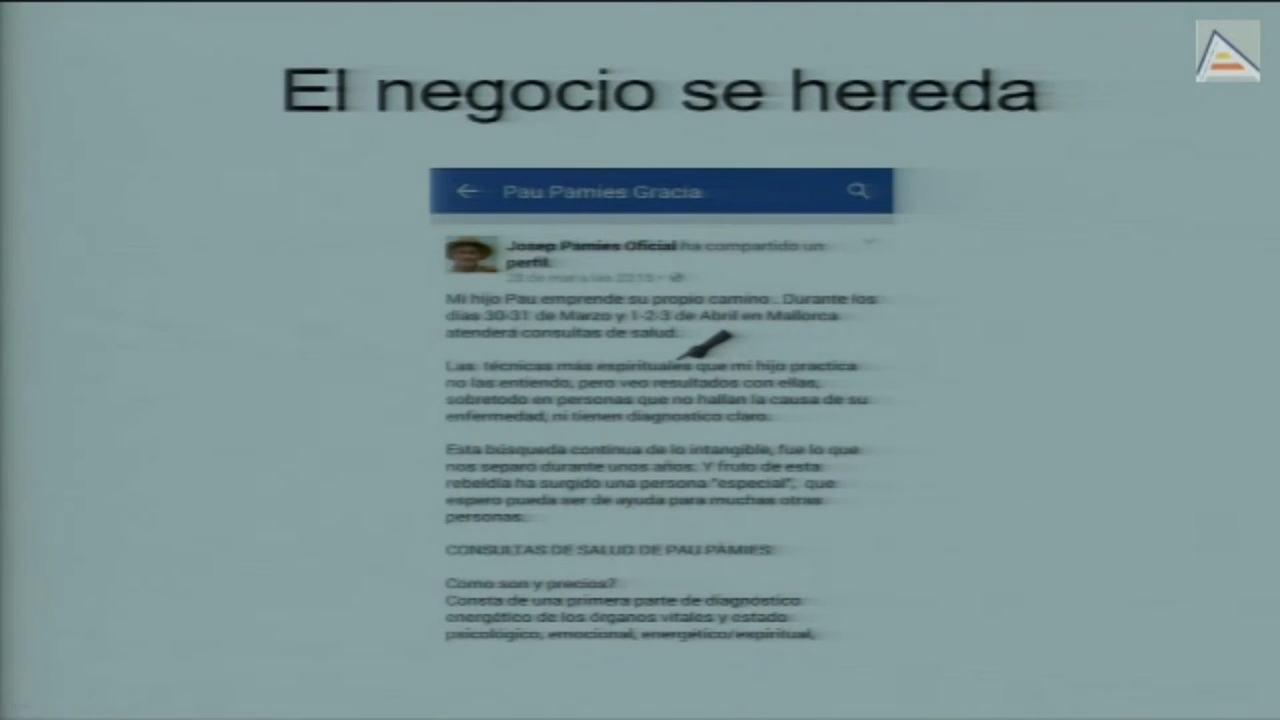 El negocio se hereda
Pau Pamies Gracia
Josep Pamies Oficial ha compartido un
perfil.
Mi hijo Pau emprende su propio camino . Durante los
días 30-31 de Marzo y 1-2-3 de Abril en Mallorca
atenderá consultas de salud.
Las técnicas más espirituales que mi hijo practica
no las entiendo, pero veo resultados con ellas,
sobretodo en personas que no hallan la causa de su
enfermedad, ni tienen diagnostico claro.
Esta búsqueda continua de lo intangible, fue lo que
nos separó durante unos años. Y fruto de esta
rebeldía ha surgido una persona "especial", que
espero pueda ser de ayuda para muchas otras
personas.
CONSULTAS DE SALUD DE PAU PÀMIES:
Como son y precios?
Consta de una primera parte de diagnóstico
energético de los órganos vitales y estado
psicológico, emocional, energético/espiritual,